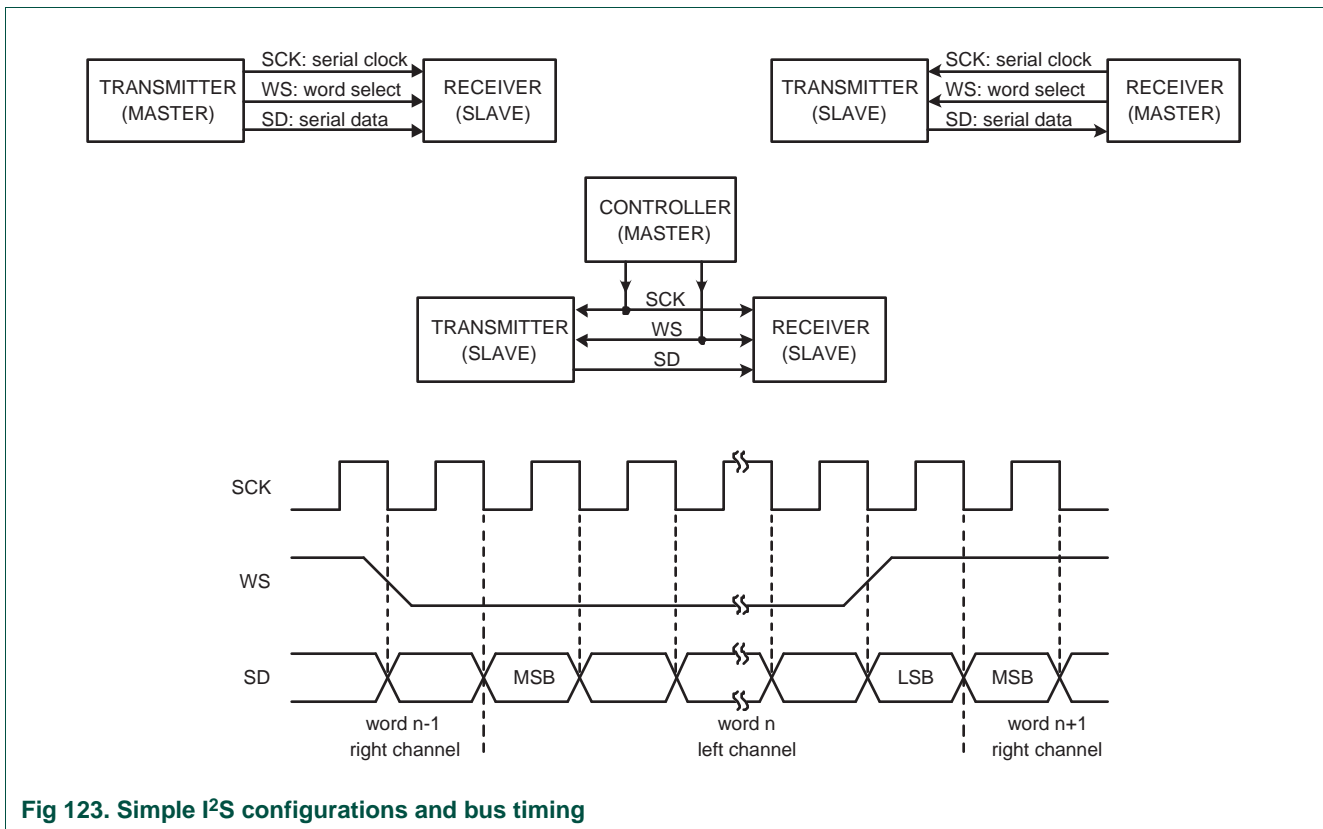 TRANSMITTER
(MASTER)
SCK: serial clock
WS: word select
SD: serial data
RECEIVER
(SLAVE)
TRANSMITTER
(SLAVE)
SCK: serial clock
WS: word select
SD: serial data
RECEIVER
(MASTER)
CONTROLLER
(MASTER)
TRANSMITTER
(SLAVE)
SCK
WS
SD
RECEIVER
(SLAVE)
SCK
WS
SD
MSB
LSB
MSB
word n-1
right channel
word n
left channel
word n+1
right channel
Fig 123. Simple I²S configurations and bus timing